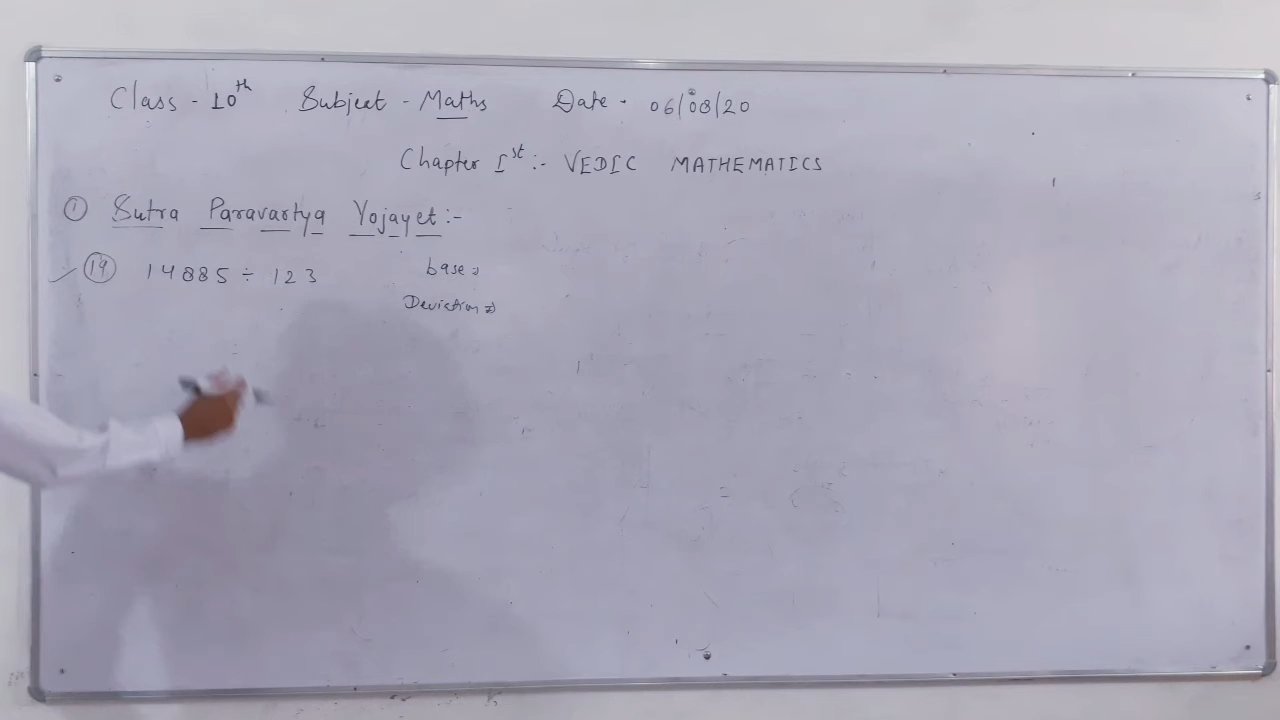 Class - 10th Subject - Maths Date - 06/08/20
Chapter Ist :- VEDIC MATHEMATICS
① Sutra Paravartya Yojayet :-
(19) 14885 ÷ 123 base =
Deviction =